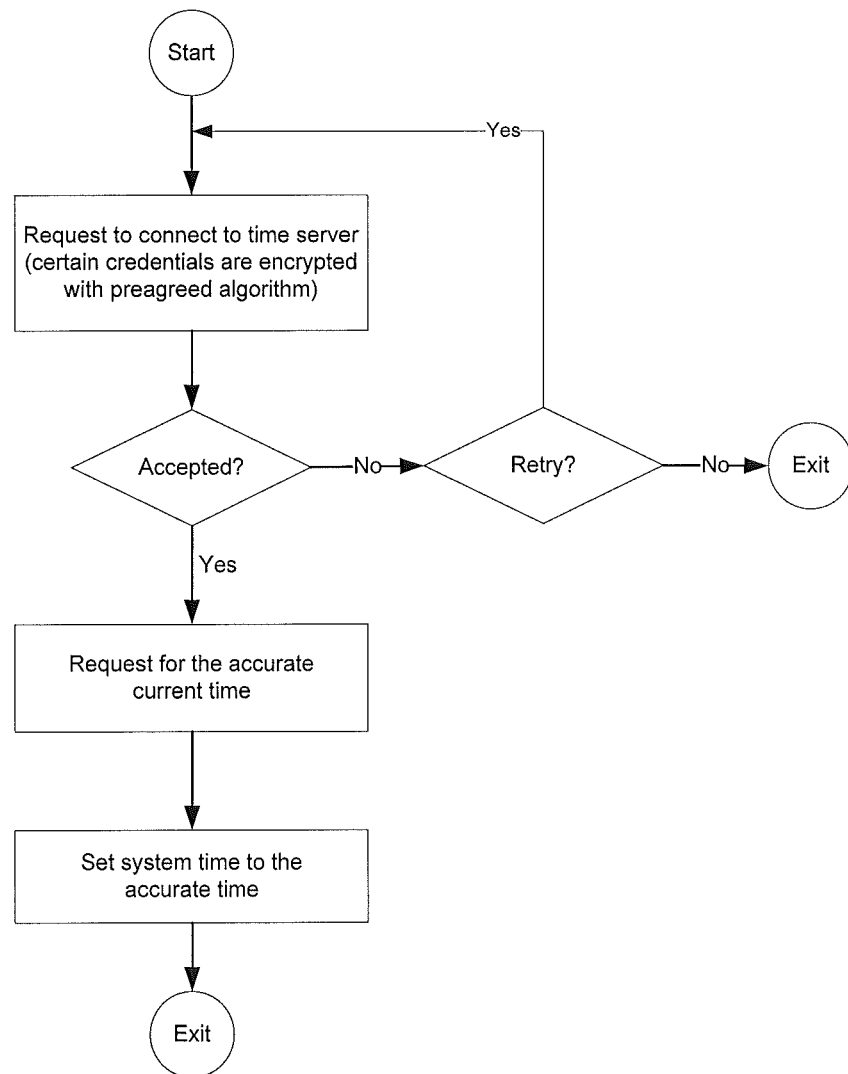 Start
Yes
Request to connect to time server
(certain credentials are encrypted
with preagreed algorithm)
Accepted?
No
Retry?
No
Exit
Yes
Request for the accurate
current time
Set system time to the
accurate time
Exit